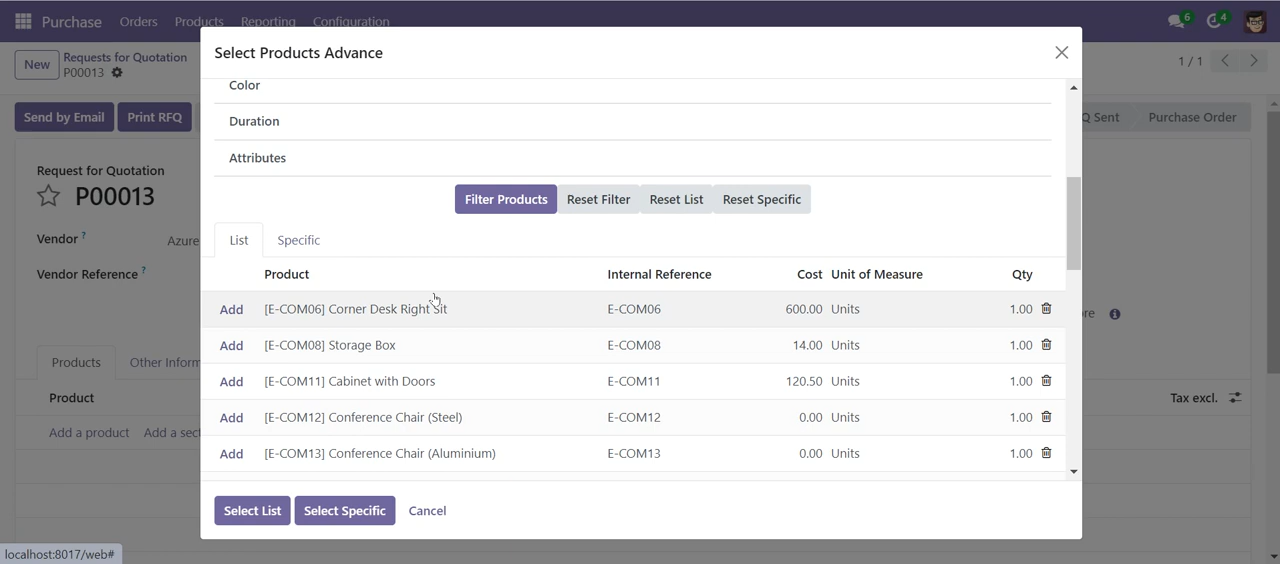 Purchase Orders Products Reporting Configuration 6 4
New Requests for Quotation
P00013
1 / 1
Select Products Advance
Send by Email Print RFQ
Q Sent Purchase Order
Color
Duration
Attributes
Filter Products Reset Filter Reset List Reset Specific
Request for Quotation
P00013
Vendor ? Azure
Vendor Reference ?
List Specific
Product Internal Reference Cost Unit of Measure Qty
Add [E-COM06] Corner Desk Right Sit E-COM06 600.00 Units 1.00
Add [E-COM08] Storage Box E-COM08 14.00 Units 1.00
Add [E-COM11] Cabinet with Doors E-COM11 120.50 Units 1.00
Add [E-COM12] Conference Chair (Steel) E-COM12 0.00 Units 1.00
Add [E-COM13] Conference Chair (Aluminium) E-COM13 0.00 Units 1.00
Products Other Inform
Product Tax excl.
Add a product Add a sect
Select List Select Specific Cancel
localhost:8017/web#